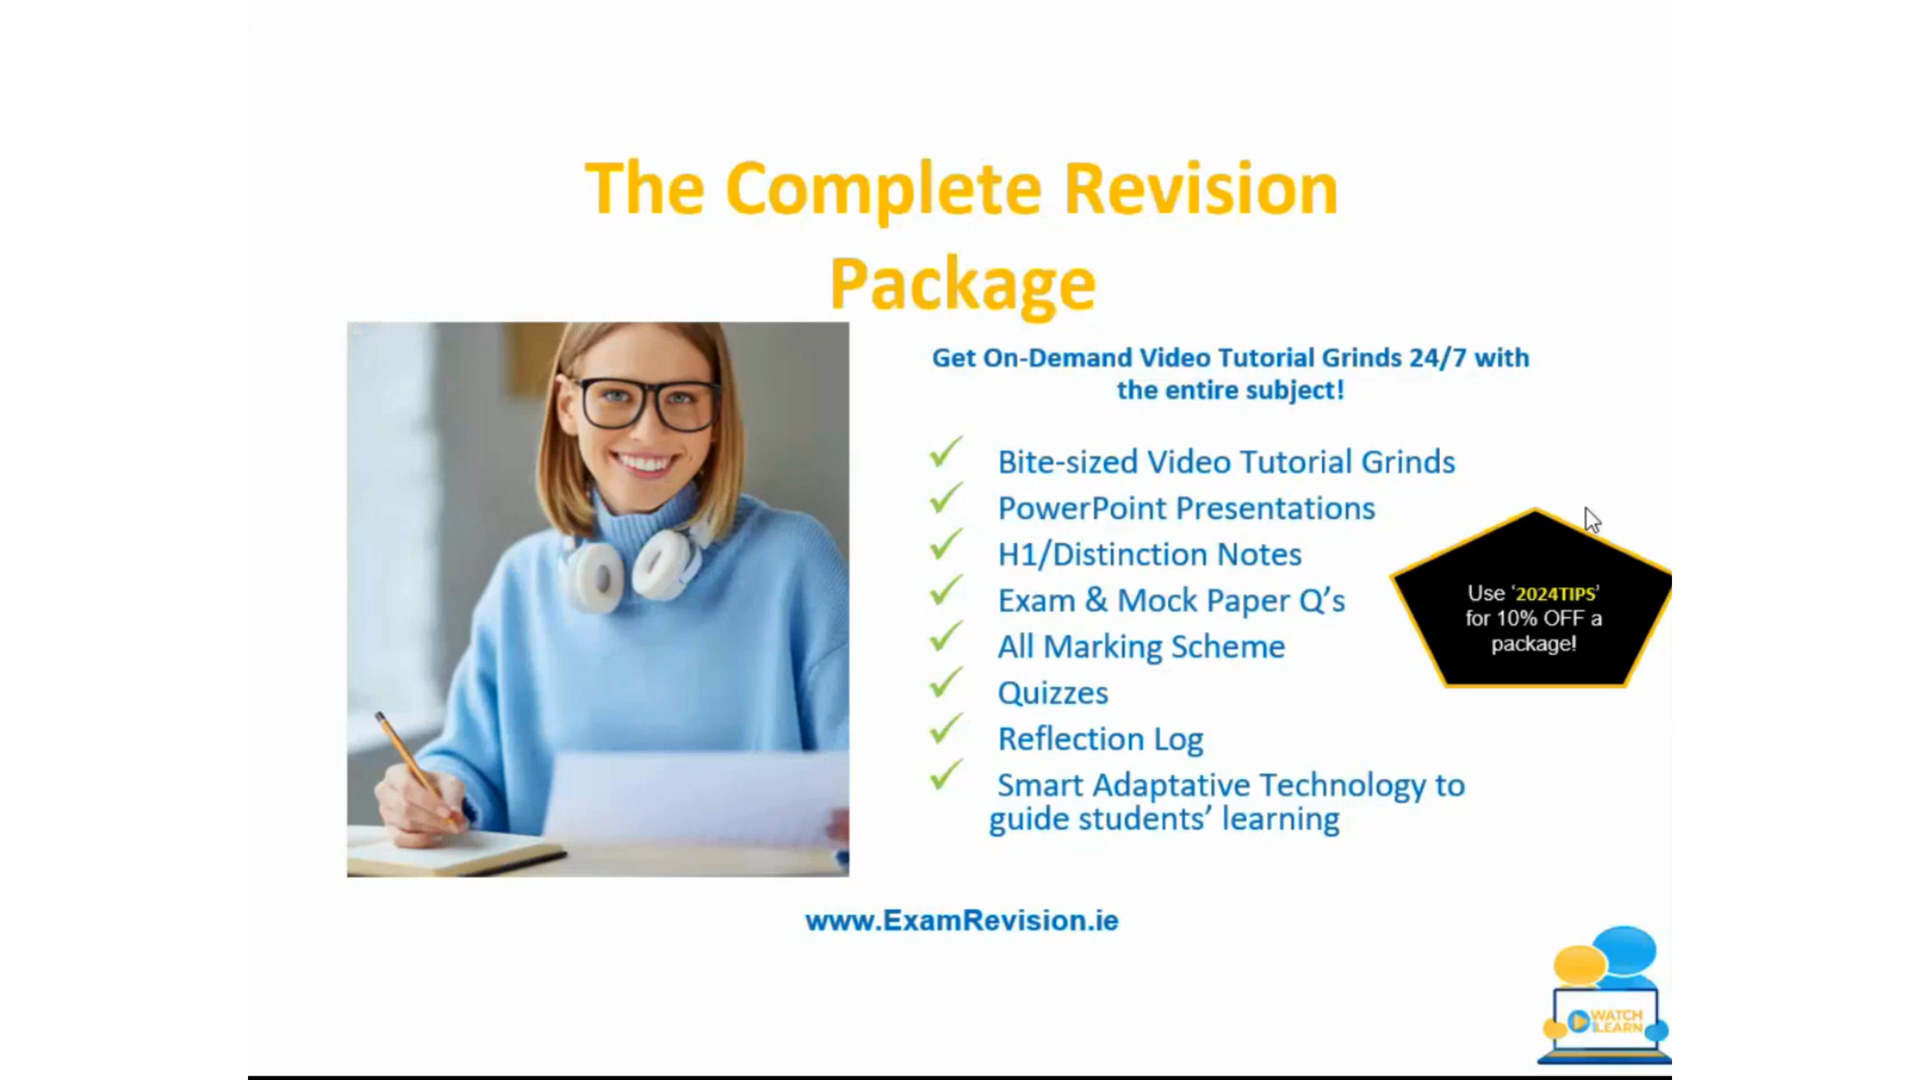 The Complete Revision
Package
Get On-Demand Video Tutorial Grinds 24/7 with
the entire subject!
Bite-sized Video Tutorial Grinds
PowerPoint Presentations
H1/Distinction Notes
Exam & Mock Paper Q’s
All Marking Scheme
Quizzes
Reflection Log
Smart Adaptative Technology to
guide students’ learning
Use ‘2024TIPS’
for 10% OFF a
package!
www.ExamRevision.ie
WATCH
LEARN